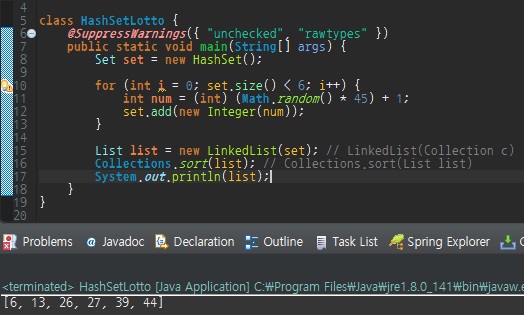 4
5 class HashSetLotto {
6 @SuppressWarnings({ "unchecked", "rawtypes" })
7 public static void main(String[] args) {
8 Set set = new HashSet();
9
10 for (int i = 0; set.size() < 6; i++) {
11 int num = (int) (Math.random() * 45) + 1;
12 set.add(new Integer(num));
13 }
14
15 List list = new LinkedList(set); // LinkedList(Collection c)
16 Collections.sort(list); // Collections.sort(List list)
17 System.out.println(list);
18 }
19 }
20
Problems @ Javadoc Declaration Outline Task List Spring Explorer
<terminated> HashSetLotto [Java Application] C:₩Program Files₩Java₩jre1.8.0_141₩bin₩javaw.e
[6, 13, 26, 27, 39, 44]